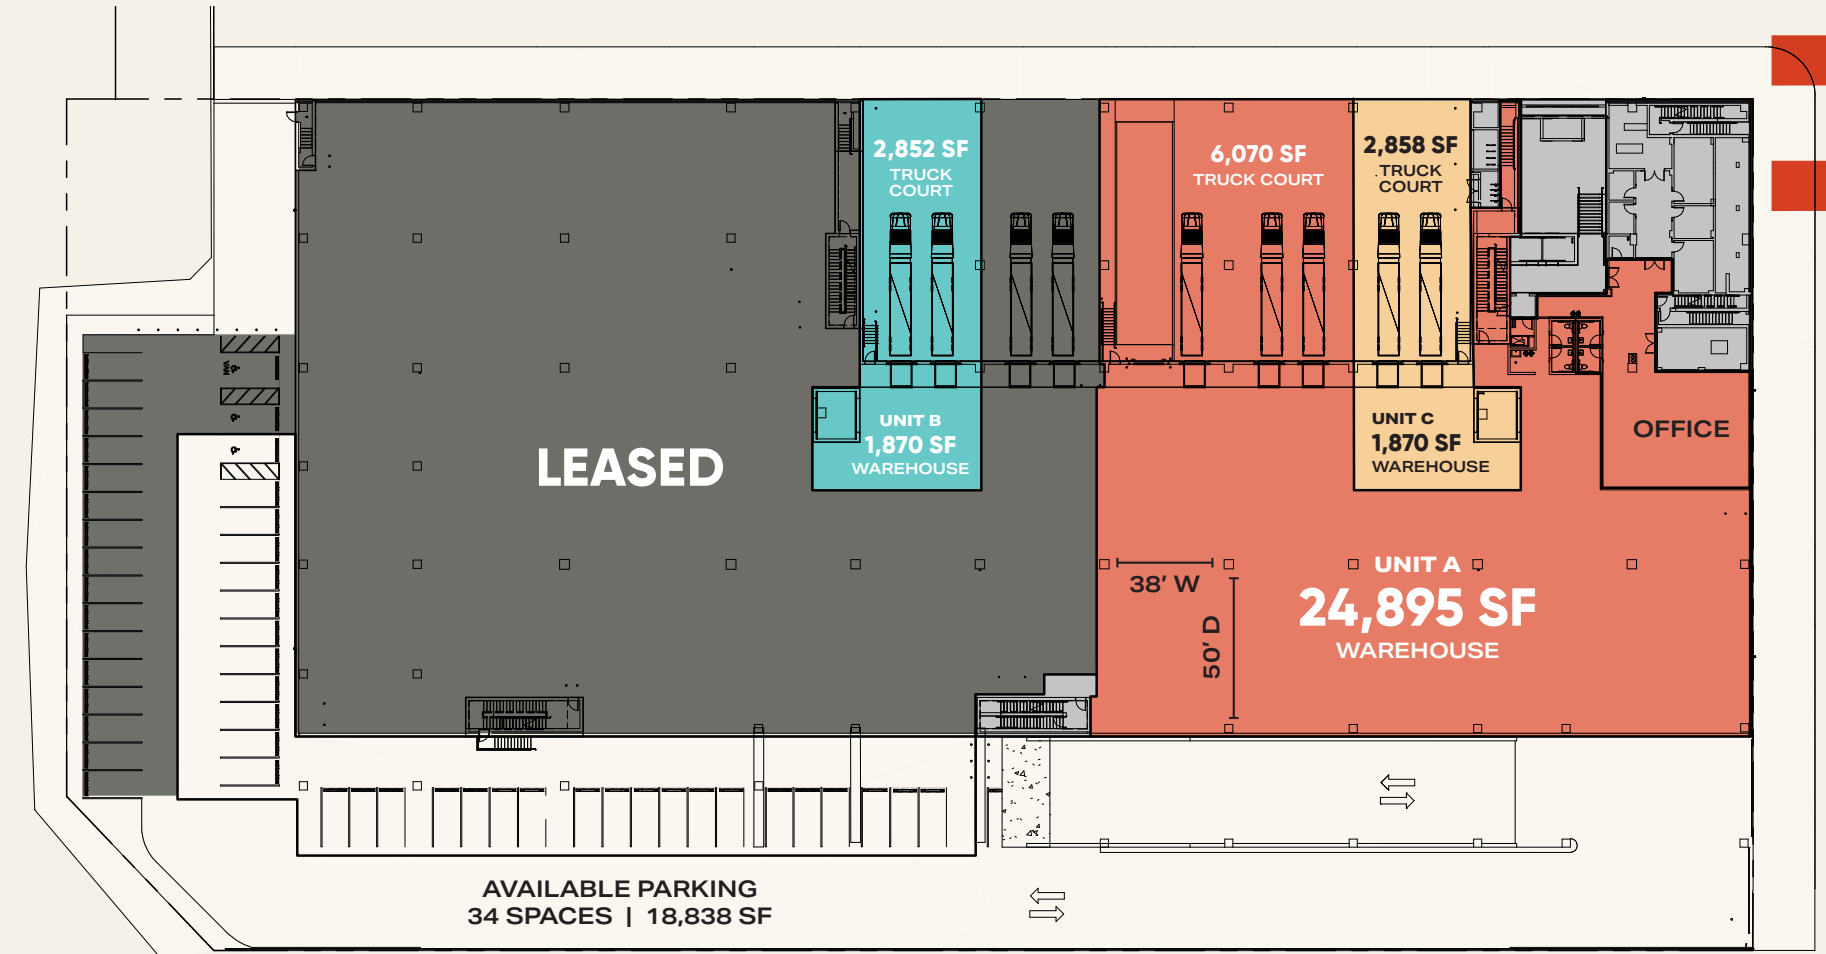 2,852 SF
TRUCK
COURT
6,070 SF
TRUCK COURT
2,858 SF
TRUCK
COURT
UNIT B
1,870 SF
WAREHOUSE
UNIT C
1,870 SF
WAREHOUSE
OFFICE
LEASED
VAN
38' W
50' D
UNIT A
24,895 SF
WAREHOUSE
AVAILABLE PARKING
34 SPACES | 18,838 SF